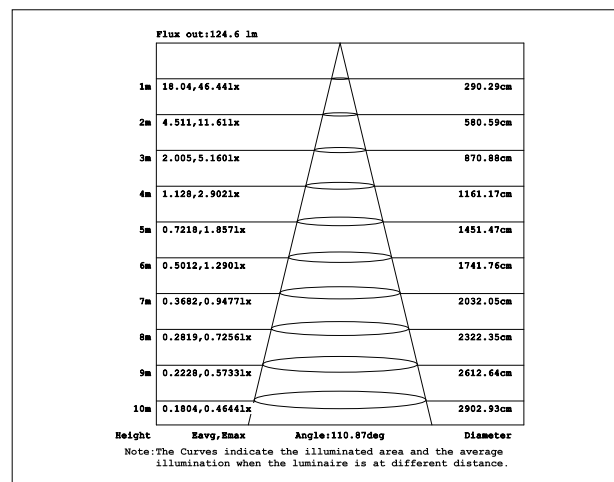 Flux out:124.6 lm
1m 18.04,46.44lx 290.29cm
2m 4.511,11.61lx 580.59cm
3m 2.005,5.160lx 870.88cm
4m 1.128,2.902lx 1161.17cm
5m 0.7218,1.857lx 1451.47cm
6m 0.5012,1.290lx 1741.76cm
7m 0.3682,0.9477lx 2032.05cm
8m 0.2819,0.7256lx 2322.35cm
9m 0.2228,0.5733lx 2612.64cm
10m 0.1804,0.4644lx 2902.93cm
Height Eavg,Emax Angle:110.87deg Diameter
Note:The Curves indicate the illuminated area and the average
illumination when the luminaire is at different distance.